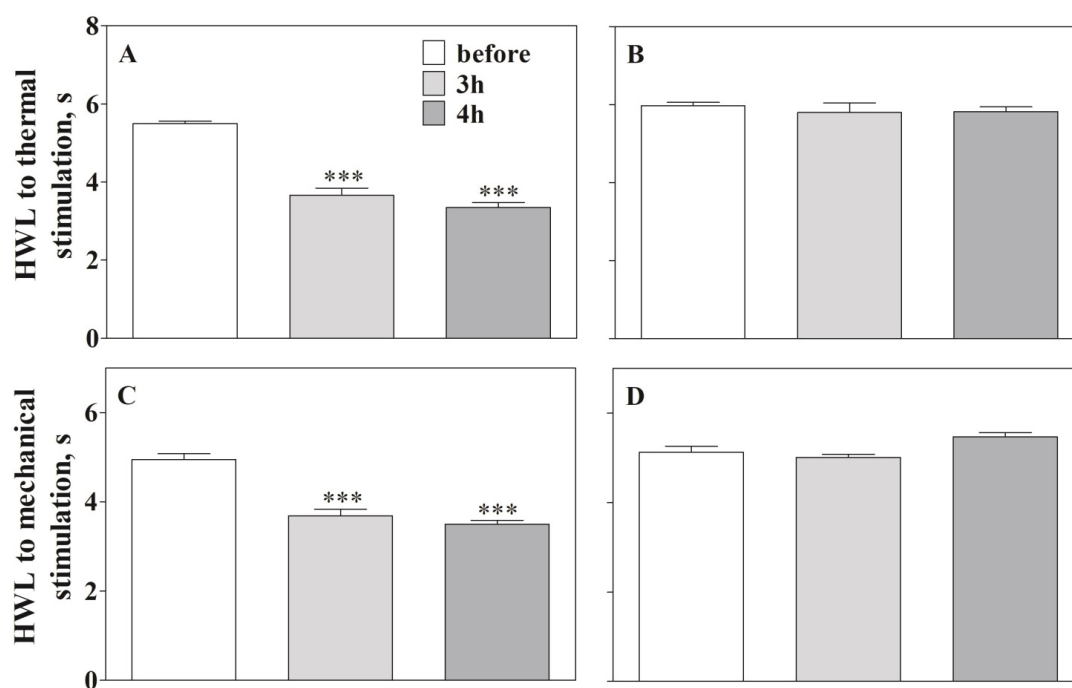 HWL to thermal
stimulation, s
8
6
4
2
0
A
before
3h
4h
***
***
B
HWL to mechanical
stimulation, s
6
4
2
0
C
***
***
D